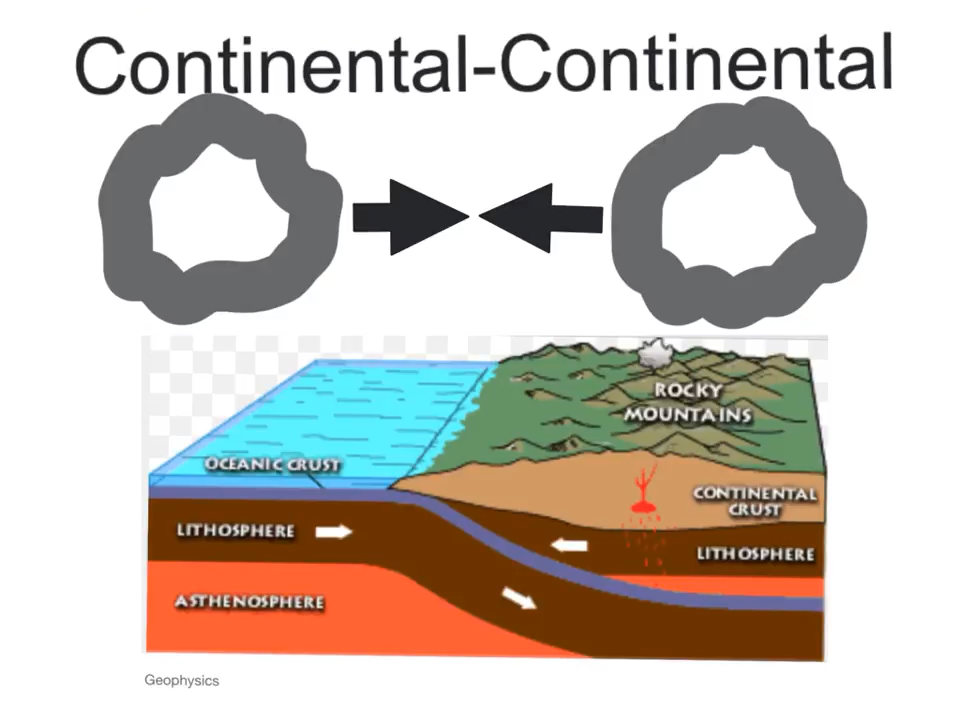 Continental-Continental
ROCKY
MOUNTAINS
OCEANIC CRUST
CONTINENTAL
CRUST
LITHOSPHERE
LITHOSPHERE
ASTHENOSPHERE
Geophysics